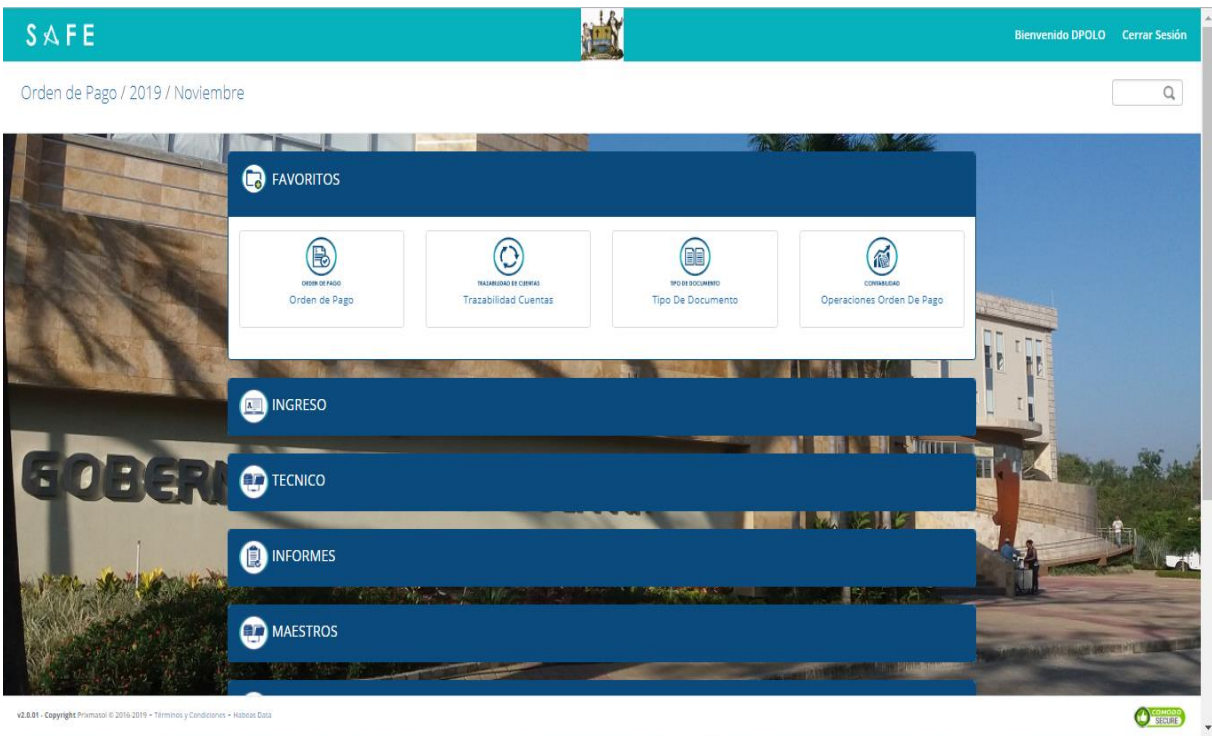 SAFE
Bienvenido DPOLO Cerrar Sesión
Orden de Pago / 2019 / Noviembre
FAVORITOS
ORDEN DE PAGO
Orden de Pago
TRAZABILIDAD DE CUENTAS
Trazabilidad Cuentas
TIPO DE DOCUMENTO
Tipo De Documento
CONTABILIDAD
Operaciones Orden De Pago
INGRESO
GOBERN
TECNICO
INFORMES
MAESTROS
v2.0.01 - Copyright Prixmasol © 2016-2019 • Términos y Condiciones • Habeas Data
COMODO
SECURE